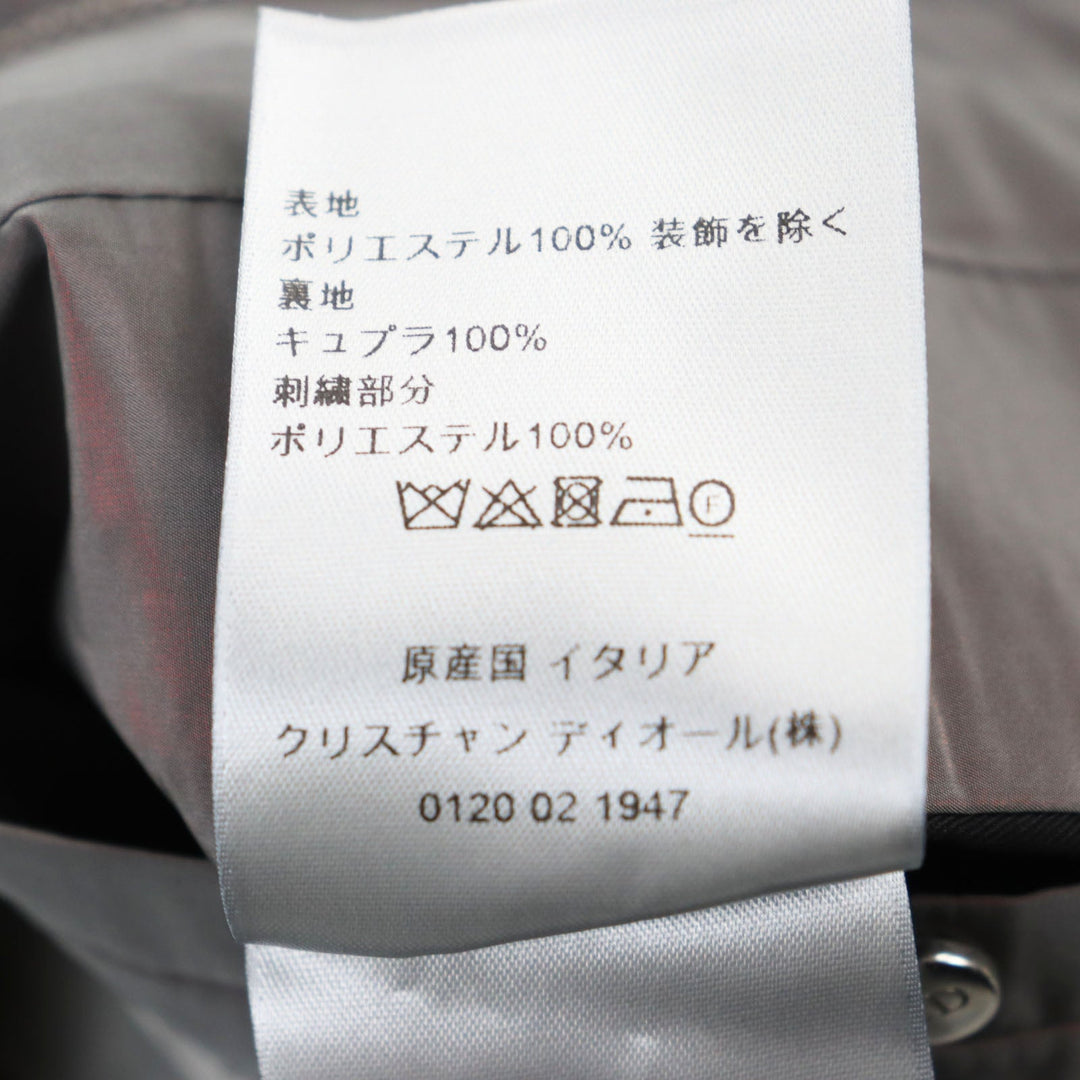 表地
ポリエステル100% 装飾を除く
裏地
キュプラ100%
刺繍部分
ポリエステル100%
F
原産国 イタリア
クリスチャン ディオール(株)
0120 02 1947